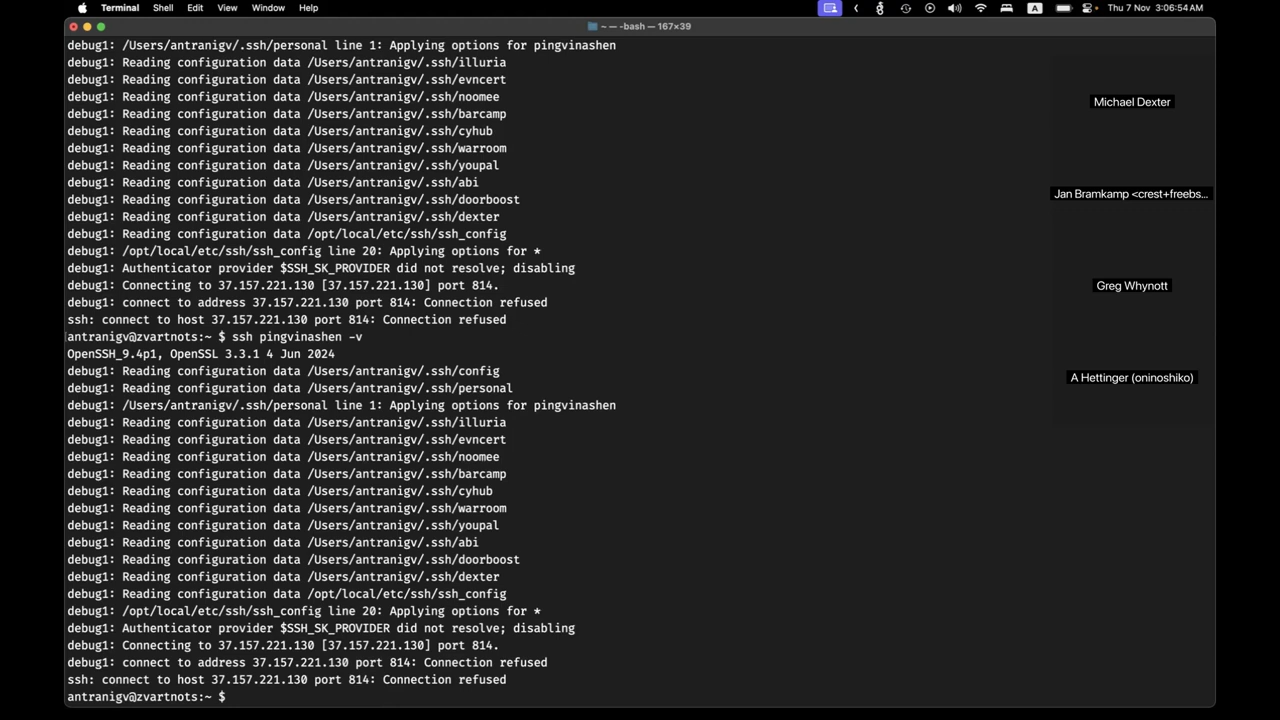 Terminal Shell Edit View Window Help A Thu 7 Nov 3:06:54 AM
~ — -bash — 167×39
debug1: /Users/antranigv/.ssh/personal line 1: Applying options for pingvinashen
debug1: Reading configuration data /Users/antranigv/.ssh/illuria
debug1: Reading configuration data /Users/antranigv/.ssh/evncert
debug1: Reading configuration data /Users/antranigv/.ssh/noomee
debug1: Reading configuration data /Users/antranigv/.ssh/barcamp
debug1: Reading configuration data /Users/antranigv/.ssh/cyhub
debug1: Reading configuration data /Users/antranigv/.ssh/warroom
debug1: Reading configuration data /Users/antranigv/.ssh/youpal
debug1: Reading configuration data /Users/antranigv/.ssh/abi
debug1: Reading configuration data /Users/antranigv/.ssh/doorboost
debug1: Reading configuration data /Users/antranigv/.ssh/dexter
debug1: Reading configuration data /opt/local/etc/ssh/ssh_config
debug1: /opt/local/etc/ssh/ssh_config line 20: Applying options for *
debug1: Authenticator provider $SSH_SK_PROVIDER did not resolve; disabling
debug1: Connecting to 37.157.221.130 [37.157.221.130] port 814.
debug1: connect to address 37.157.221.130 port 814: Connection refused
ssh: connect to host 37.157.221.130 port 814: Connection refused
antranigv@zvartnots:~ $ ssh pingvinashen -v
OpenSSH_9.4p1, OpenSSL 3.3.1 4 Jun 2024
debug1: Reading configuration data /Users/antranigv/.ssh/config
debug1: Reading configuration data /Users/antranigv/.ssh/personal
debug1: /Users/antranigv/.ssh/personal line 1: Applying options for pingvinashen
debug1: Reading configuration data /Users/antranigv/.ssh/illuria
debug1: Reading configuration data /Users/antranigv/.ssh/evncert
debug1: Reading configuration data /Users/antranigv/.ssh/noomee
debug1: Reading configuration data /Users/antranigv/.ssh/barcamp
debug1: Reading configuration data /Users/antranigv/.ssh/cyhub
debug1: Reading configuration data /Users/antranigv/.ssh/warroom
debug1: Reading configuration data /Users/antranigv/.ssh/youpal
debug1: Reading configuration data /Users/antranigv/.ssh/abi
debug1: Reading configuration data /Users/antranigv/.ssh/doorboost
debug1: Reading configuration data /Users/antranigv/.ssh/dexter
debug1: Reading configuration data /opt/local/etc/ssh/ssh_config
debug1: /opt/local/etc/ssh/ssh_config line 20: Applying options for *
debug1: Authenticator provider $SSH_SK_PROVIDER did not resolve; disabling
debug1: Connecting to 37.157.221.130 [37.157.221.130] port 814.
debug1: connect to address 37.157.221.130 port 814: Connection refused
ssh: connect to host 37.157.221.130 port 814: Connection refused
antranigv@zvartnots:~ $
Michael Dexter
Jan Bramkamp <crest+freebs...
Greg Whynott
A Hettinger (oninoshiko)